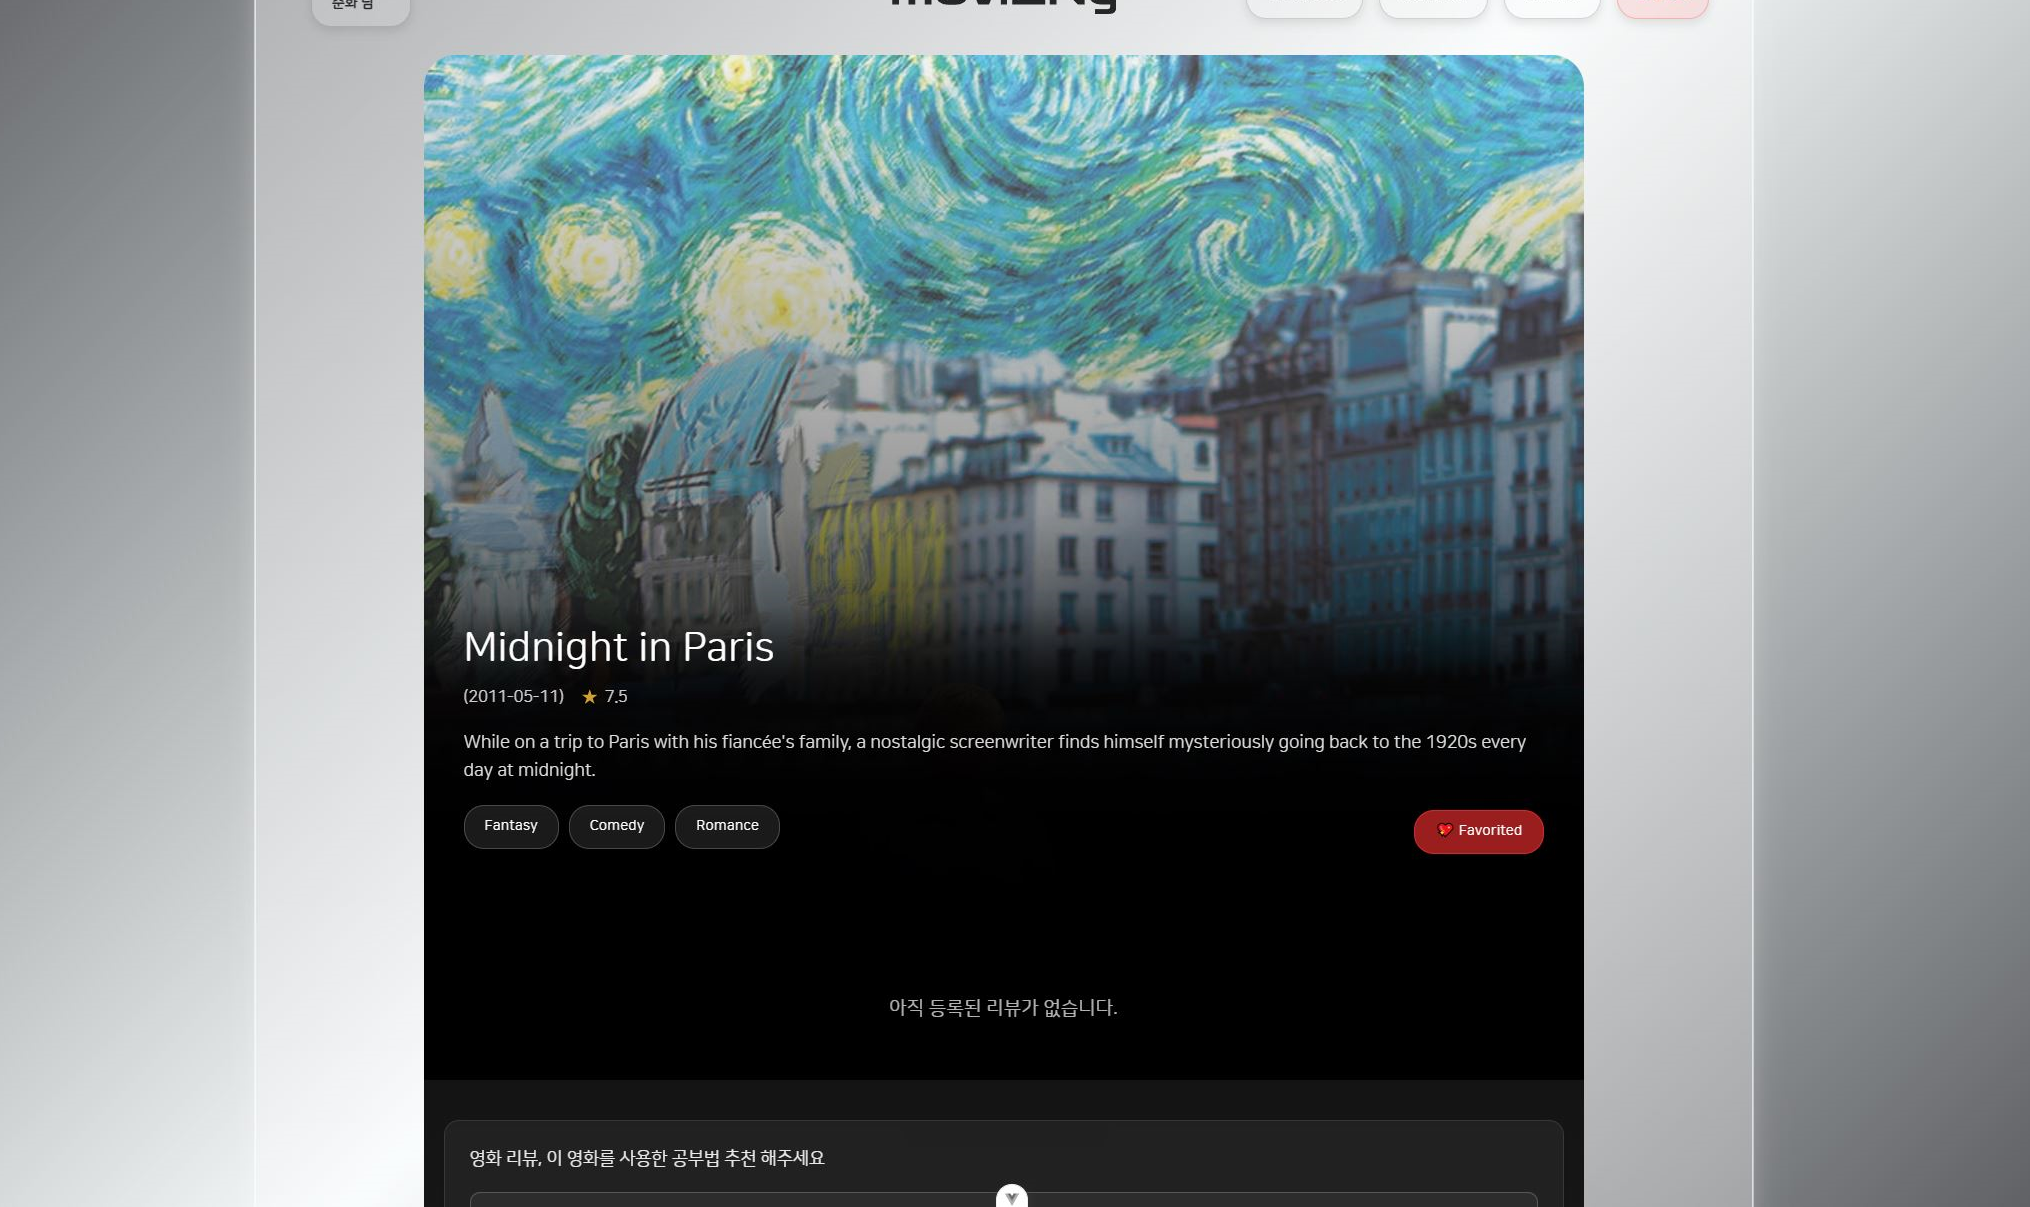 Midnight in Paris
(2011-05-11) ★ 7.5
While on a trip to Paris with his fiancée's family, a nostalgic screenwriter finds himself mysteriously going back to the 1920s every
day at midnight.
Fantasy Comedy Romance
Favorited
아직 등록된 리뷰가 없습니다.
영화 리뷰, 이 영화를 사용한 공부법 추천 해주세요